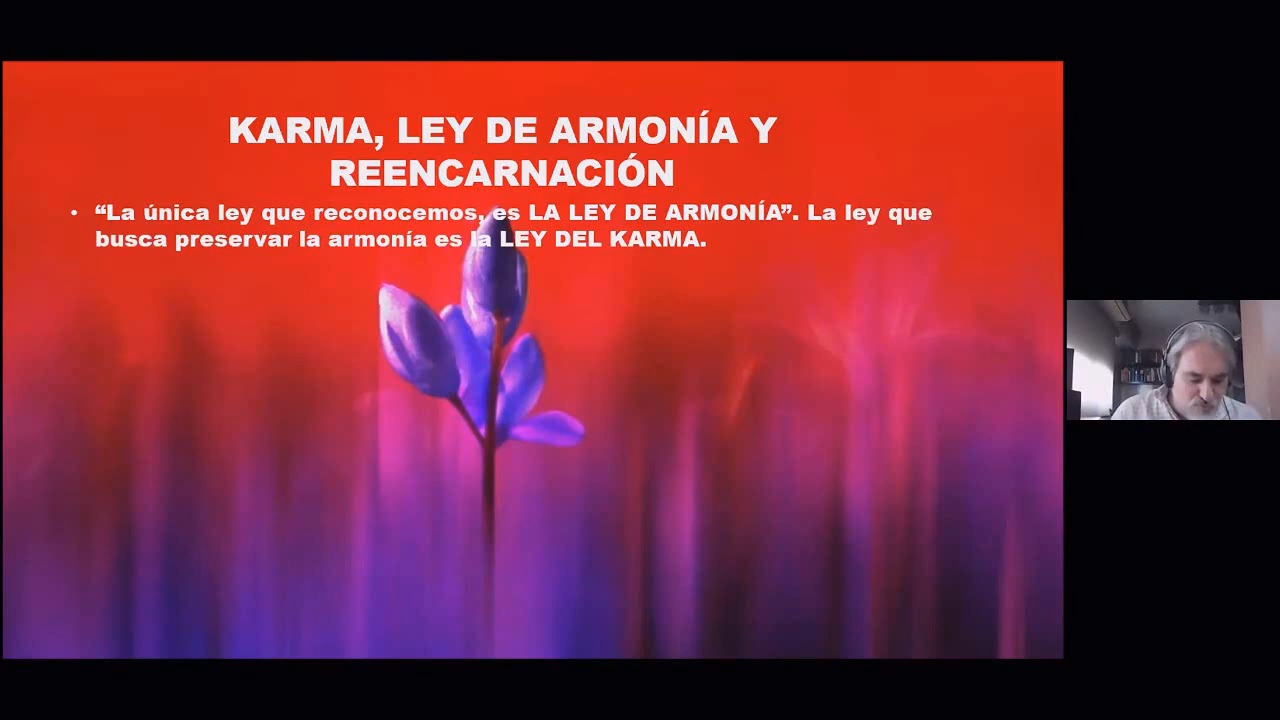 KARMA, LEY DE ARMONÍA Y
REENCARNACIÓN
• “La única ley que reconocemos, es LA LEY DE ARMONÍA”. La ley que
busca preservar la armonía es la LEY DEL KARMA.